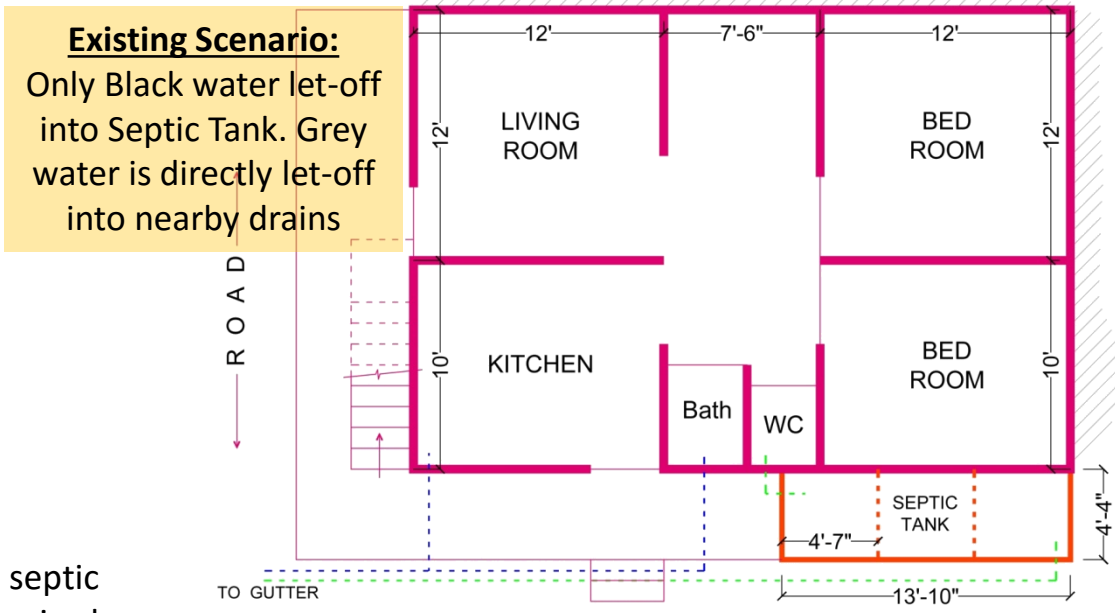 Existing Scenario:
Only Black water let-off
into Septic Tank. Grey
water is directly let-off
into nearby drains
12'
7'-6"
12'
12'
LIVING
ROOM
BED
ROOM
12'
ROAD
10'
KITCHEN
BED
ROOM
10'
Bath
WC
SEPTIC
TANK
4'-4"
4'-7"
septic
TO GUTTER
13'-10"